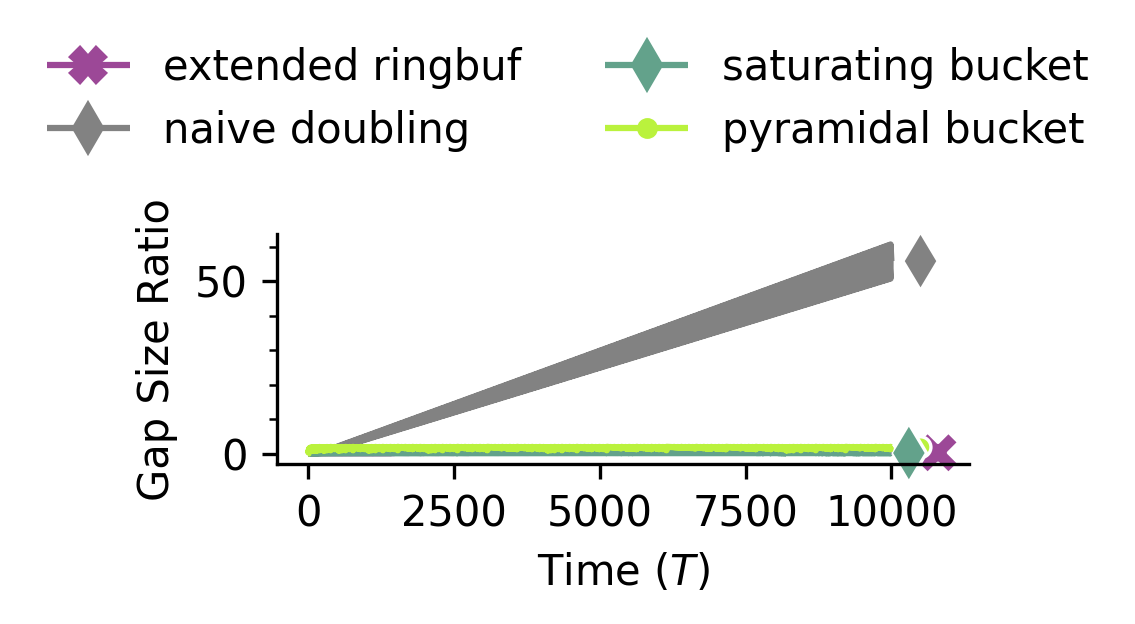 extended ringbuf
naive doubling
saturating bucket
pyramidal bucket
Gap Size Ratio
50
0
0 2500 5000 7500 10000
Time (T)